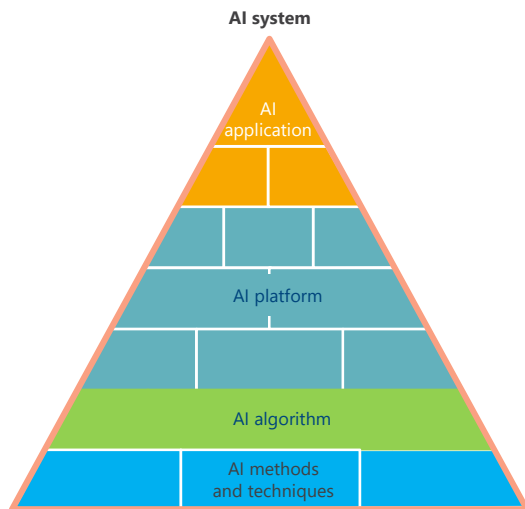 AI system
AI
application
AI platform
AI algorithm
AI methods
and techniques